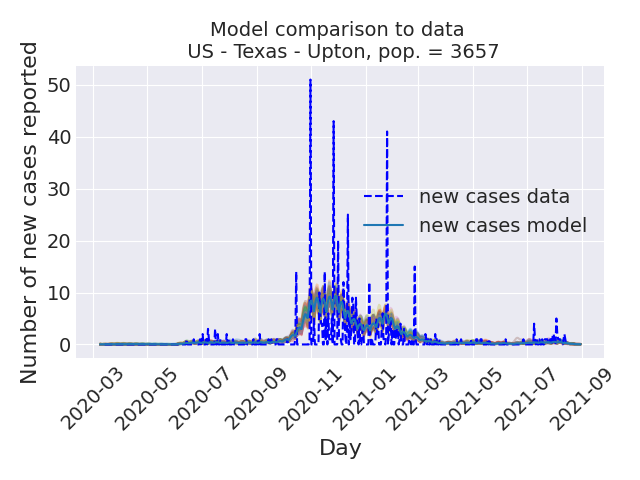 Model comparison to data
US - Texas - Upton, pop. = 3657
Number of new cases reported
50
40
30
20
10
0
new cases data
new cases model
2020-03
2020-05
2020-07
2020-09
2020-11
2021-01
2021-03
2021-05
2021-07
2021-09
Day